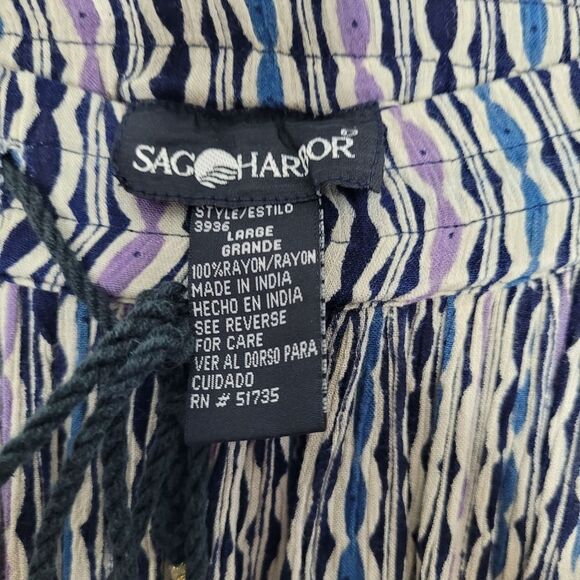 SAG HARBOR
STYLE/ESTILO
3936
LARGE
GRANDE
100%RAYON/RAYON
MADE IN INDIA
HECHO EN INDIA
SEE REVERSE
FOR CARE
VER AL DORSO PARA
CUIDADO
RN # 51735